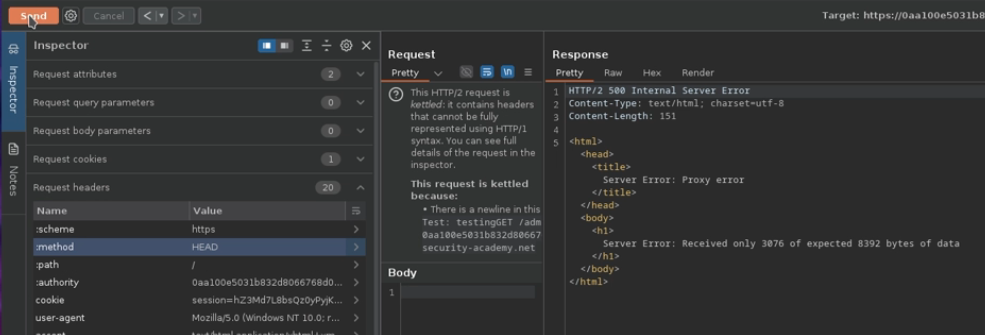 Send
Cancel
Target: https://0aa100e5031b8
Inspector
Notes
Inspector
Request attributes 2
Request query parameters 0
Request body parameters 0
Request cookies 1
Request headers 20
Name Value
:scheme https
:method HEAD
:path /
:authority 0aa100e5031b832d8066768d0...
cookie session=hZ3Md7L8bsQz0yPyjK...
user-agent Mozilla/5.0 (Windows NT 10.0; r...
Request
Pretty
This HTTP/2 request is
kettled: it contains headers
that cannot be fully
represented using HTTP/1
syntax. You can see full
details of the request in the
inspector.
This request is kettled
because:
• There is a newline in this
Test: testingGET /adm
0aa100e5031b832d80667
security-academy.net
Body
1
Response
Pretty Raw Hex Render
1 HTTP/2 500 Internal Server Error
2 Content-Type: text/html; charset=utf-8
3 Content-Length: 151
4
5 <html>
<head>
<title>
Server Error: Proxy error
</title>
</head>
<body>
<h1>
Server Error: Received only 3076 of expected 8392 bytes of data
</h1>
</body>
</html>